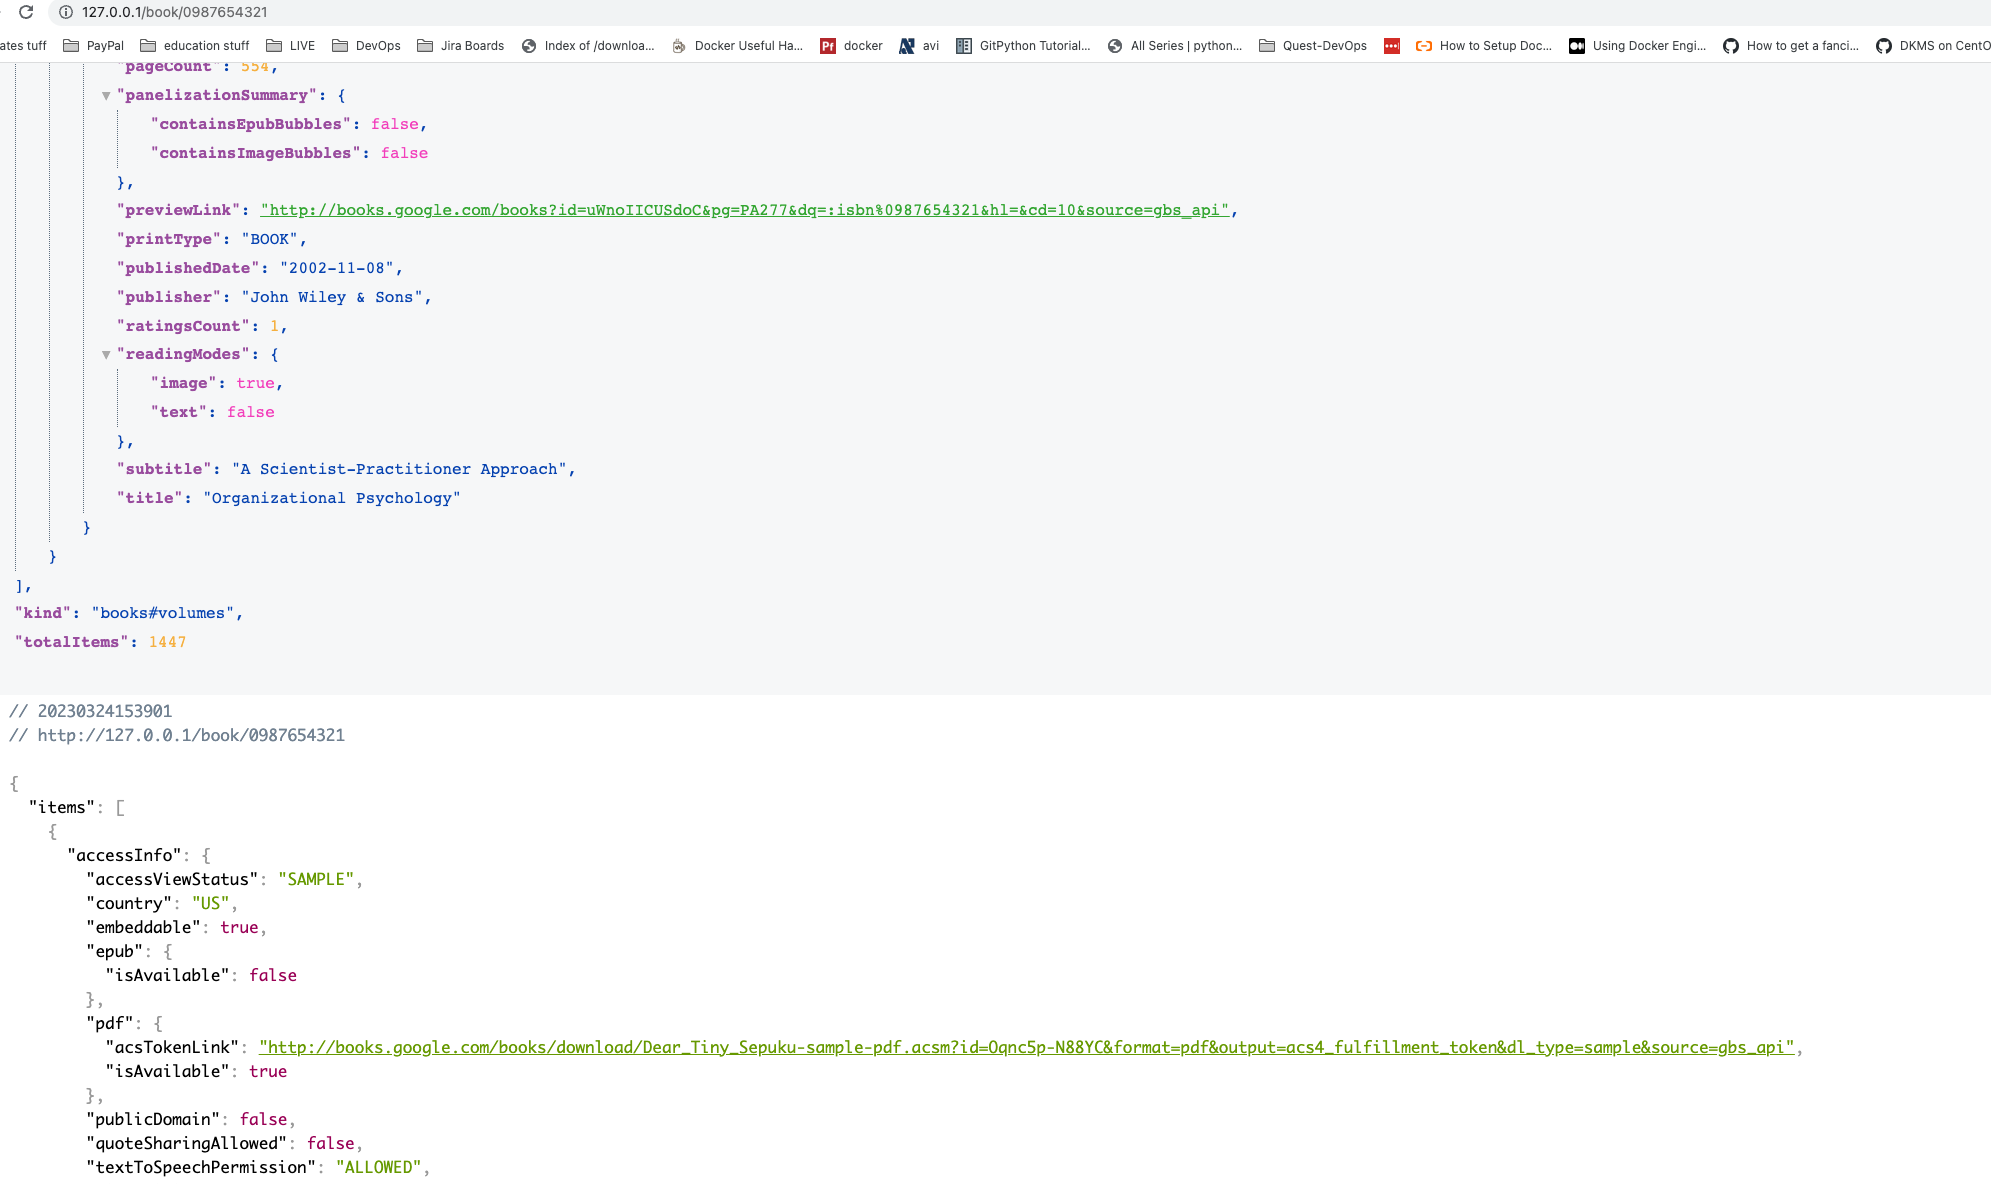 127.0.0.1/book/0987654321
ates tuff PayPal education stuff LIVE DevOps Jira Boards Index of /downloa... Docker Useful Ha... docker avi GitPython Tutorial... All Series | python... Quest-DevOps How to Setup Doc... Using Docker Engi... How to get a fanci... DKMS on CentO
"pageCount": 554,
"panelizationSummary": {
"containsEpubBubbles": false,
"containsImageBubbles": false
},
"previewLink": "http://books.google.com/books?id=uWnoIICUSdoC&pg=PA277&dq=:isbn%0987654321&hl=&cd=10&source=gbs_api",
"printType": "BOOK",
"publishedDate": "2002-11-08",
"publisher": "John Wiley & Sons",
"ratingsCount": 1,
"readingModes": {
"image": true,
"text": false
},
"subtitle": "A Scientist-Practitioner Approach",
"title": "Organizational Psychology"
}
}
],
"kind": "books#volumes",
"totalItems": 1447
// 20230324153901
// http://127.0.0.1/book/0987654321
{
"items": [
{
"accessInfo": {
"accessViewStatus": "SAMPLE",
"country": "US",
"embeddable": true,
"epub": {
"isAvailable": false
},
"pdf": {
"acsTokenLink": "http://books.google.com/books/download/Dear_Tiny_Sepuku-sample-pdf.acsm?id=Oqnc5p-N88YC&format=pdf&output=acs4_fulfillment_token&dl_type=sample&source=gbs_api",
"isAvailable": true
},
"publicDomain": false,
"quoteSharingAllowed": false,
"textToSpeechPermission": "ALLOWED",